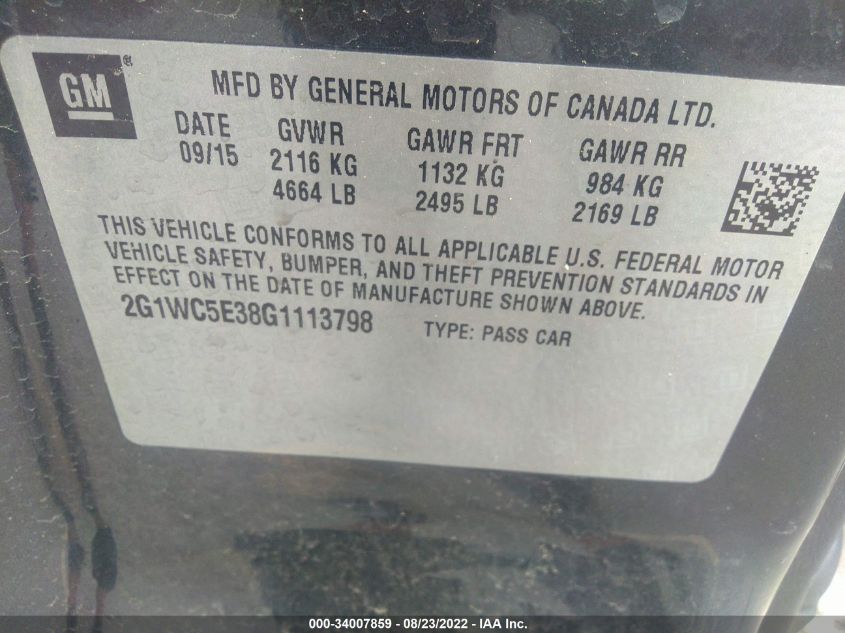 GM ®
MFD BY GENERAL MOTORS OF CANADA LTD.
DATE GVWR GAWR FRT GAWR RR
09/15 2116 KG 1132 KG 984 KG
4664 LB 2495 LB 2169 LB
THIS VEHICLE CONFORMS TO ALL APPLICABLE U.S. FEDERAL MOTOR
VEHICLE SAFETY, BUMPER, AND THEFT PREVENTION STANDARDS IN
EFFECT ON THE DATE OF MANUFACTURE SHOWN ABOVE.
2G1WC5E38G1113798 TYPE: PASS CAR
000-34007859 - 08/23/2022 - IAA Inc.